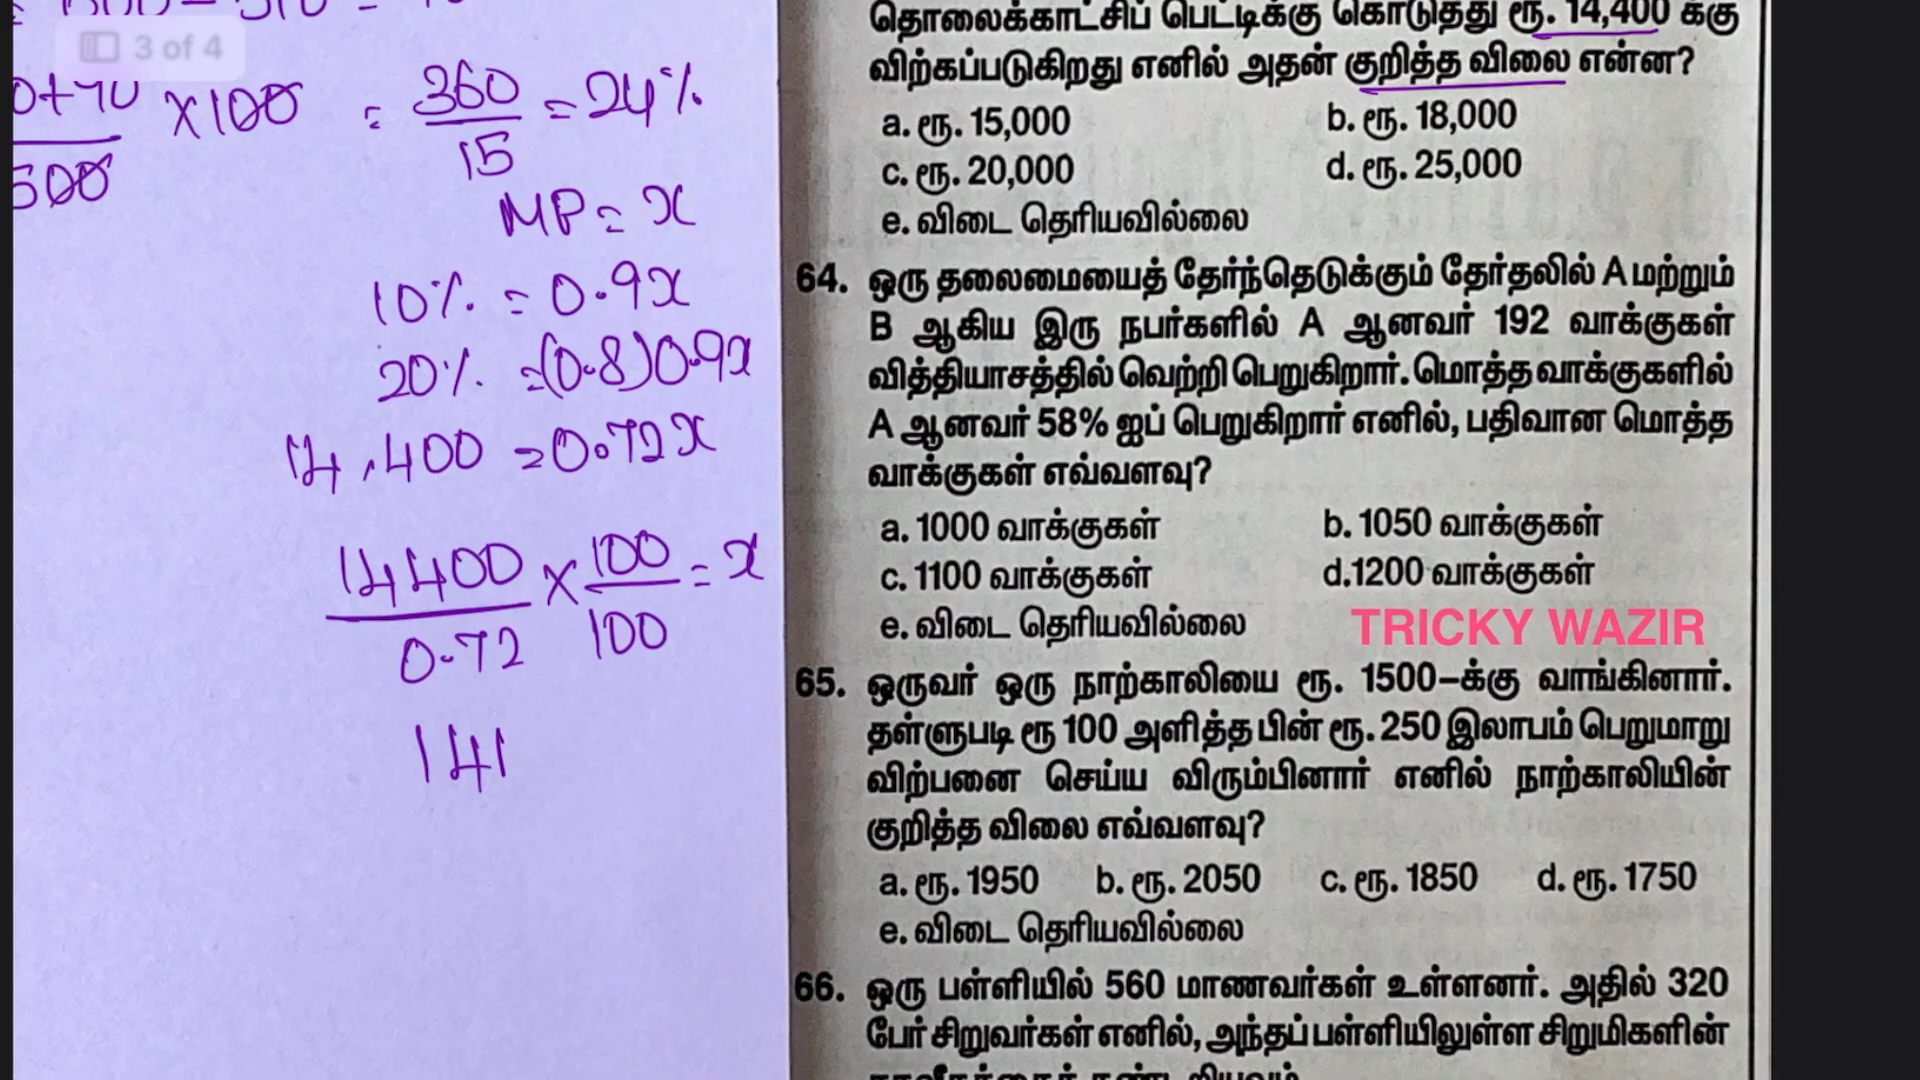 3 of 4
×100 = 360/15 = 24%
MP = x
10% = 0.9x
20% = (0.8)0.9x
14,400 = 0.72x
14400/0.72 × 100/100 = x
141
தொலைக்காட்சிப் பெட்டிக்கு கொடுத்து ரூ. 14,400 க்கு
விற்கப்படுகிறது எனில் அதன் குறித்த விலை என்ன?
a. ரூ. 15,000 b. ரூ. 18,000
c. ரூ. 20,000 d. ரூ. 25,000
e. விடை தெரியவில்லை
64. ஒரு தலைமையைத் தேர்ந்தெடுக்கும் தேர்தலில் A மற்றும்
B ஆகிய இரு நபர்களில் A ஆனவர் 192 வாக்குகள்
வித்தியாசத்தில் வெற்றி பெறுகிறார். மொத்த வாக்குகளில்
A ஆனவர் 58% ஐப் பெறுகிறார் எனில், பதிவான மொத்த
வாக்குகள் எவ்வளவு?
a. 1000 வாக்குகள் b. 1050 வாக்குகள்
c. 1100 வாக்குகள் d.1200 வாக்குகள்
e. விடை தெரியவில்லை
TRICKY WAZIR
65. ஒருவர் ஒரு நாற்காலியை ரூ. 1500-க்கு வாங்கினார்.
தள்ளுபடி ரூ 100 அளித்த பின் ரூ. 250 இலாபம் பெறுமாறு
விற்பனை செய்ய விரும்பினார் எனில் நாற்காலியின்
குறித்த விலை எவ்வளவு?
a. ரூ. 1950 b. ரூ. 2050 c. ரூ. 1850 d. ரூ. 1750
e. விடை தெரியவில்லை
66. ஒரு பள்ளியில் 560 மாணவர்கள் உள்ளனர். அதில் 320
பேர் சிறுவர்கள் எனில், அந்தப் பள்ளியிலுள்ள சிறுமிகளின்